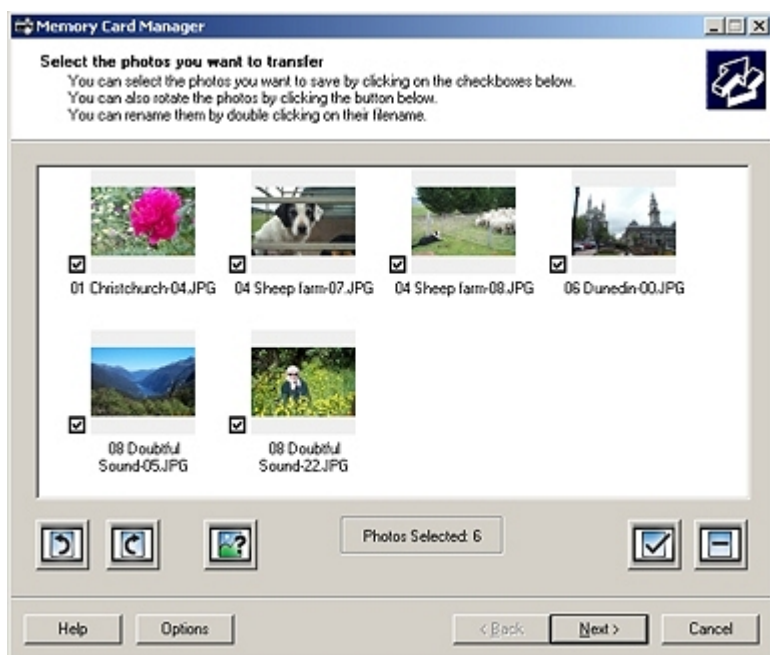 Memory Card Manager
Select the photos you want to transfer
You can select the photos you want to save by clicking on the checkboxes below.
You can also rotate the photos by clicking the button below.
You can rename them by double clicking on their filename.
01 Christchurch-04.JPG 04 Sheep farm-07.JPG 04 Sheep farm-08.JPG 06 Dunedin-00.JPG
08 Doubtful 08 Doubtful
Sound-05.JPG Sound-22.JPG
Photos Selected: 6
Help Options < Back Next > Cancel